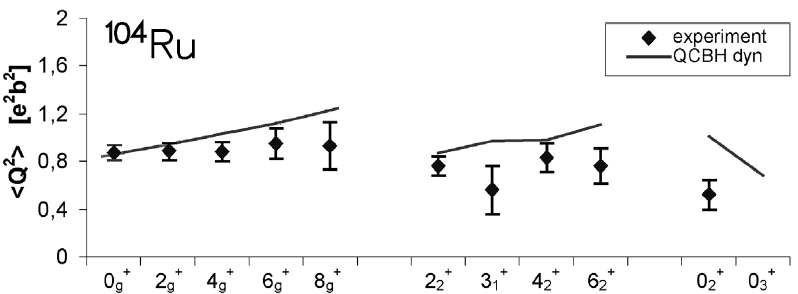 2
¹⁰⁴Ru
experiment
QCBH dyn
1,6
1,2
0,8
0,4
0
<Q²> [e²b²]
0g⁺ 2g⁺ 4g⁺ 6g⁺ 8g⁺ 2₂⁺ 3₁⁺ 4₂⁺ 6₂⁺ 0₂⁺ 0₃⁺